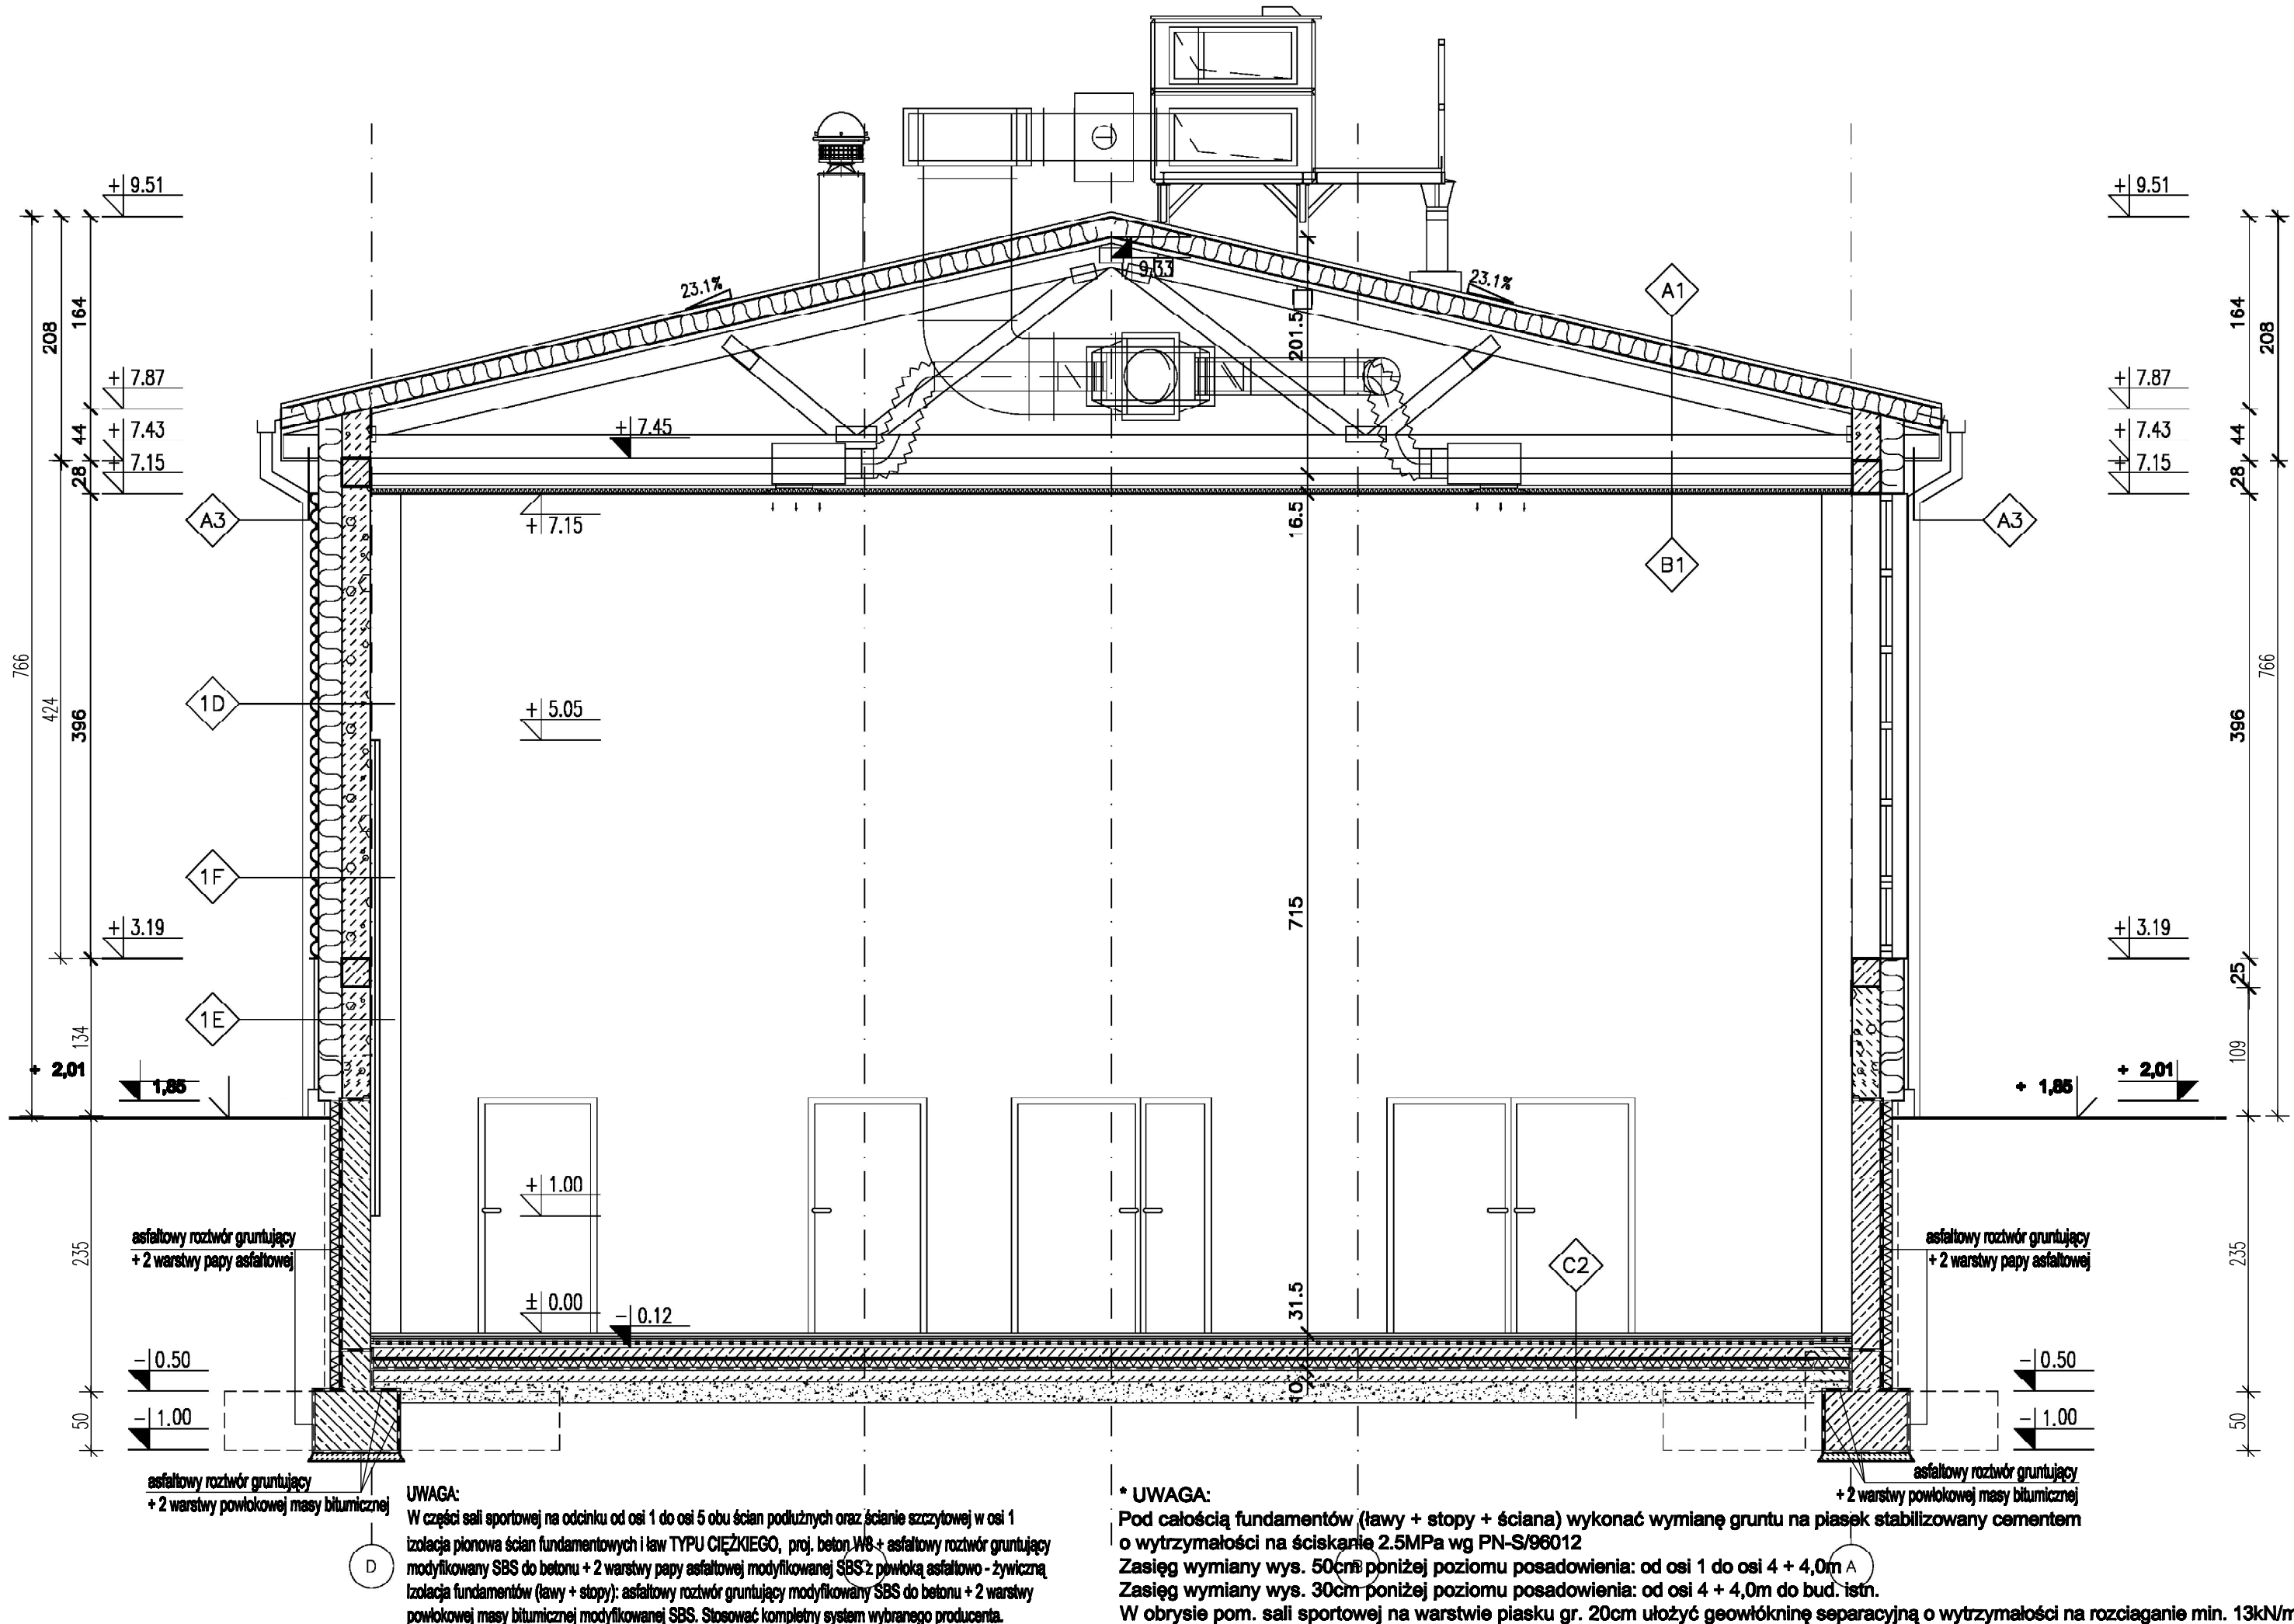 + 9.51
+ 9.51
23.1%
23.1%
9.33
A1
164
208
201.5
164
208
+ 7.87
+ 7.87
+ 7.43
+ 7.45
+ 7.43
44
44
+ 7.15
+ 7.15
28
28
A3
+ 7.15
16.5
A3
B1
766
424
396
1D
+ 5.05
396
766
1F
715
+ 3.19
+ 3.19
25
1E
134
109
+ 2,01
1,85
+ 1,85
+ 2,01
+ 1.00
235
235
asfaltowy roztwór gruntujący
+ 2 warstwy papy asfaltowej
asfaltowy roztwór gruntujący
+ 2 warstwy papy asfaltowej
C2
± 0.00
31.5
- 0.12
- 0.50
- 0.50
10
- 1.00
- 1.00
50
50
asfaltowy roztwór gruntujący
+ 2 warstwy powłokowej masy bitumicznej
asfaltowy roztwór gruntujący
+ 2 warstwy powłokowej masy bitumicznej
UWAGA:
W części sali sportowej na odcinku od osi 1 do osi 5 obu ścian podłużnych oraz ścianie szczytowej w osi 1
izolacja pionowa ścian fundamentowych i ław TYPU CIĘŻKIEGO, proj. beton W8 + asfaltowy roztwór gruntujący
modyfikowany SBS do betonu + 2 warstwy papy asfaltowej modyfikowanej SBS z powłoką asfaltowo - żywiczną
Izolacja fundamentów (ławy + stopy): asfaltowy roztwór gruntujący modyfikowany SBS do betonu + 2 warstwy
powłokowej masy bitumicznej modyfikowanej SBS. Stosować kompletny system wybranego producenta.
* UWAGA:
Pod całością fundamentów (ławy + stopy + ściana) wykonać wymianę gruntu na piasek stabilizowany cementem
o wytrzymałości na ściskanie 2.5MPa wg PN-S/96012
Zasięg wymiany wys. 50cm poniżej poziomu posadowienia: od osi 1 do osi 4 + 4,0m
Zasięg wymiany wys. 30cm poniżej poziomu posadowienia: od osi 4 + 4,0m do bud. istn.
W obrysie pom. sali sportowej na warstwie piasku gr. 20cm ułożyć geowłókninę separacyjną o wytrzymałości na rozciąganie min. 13kN/m
D
C
B
A